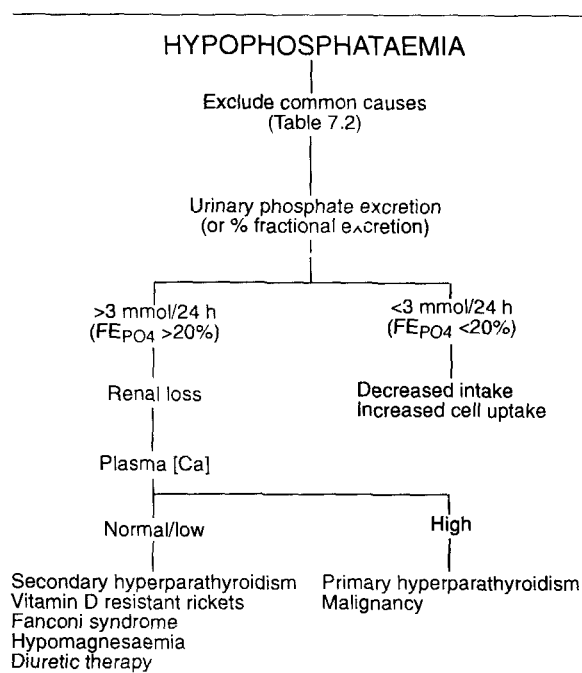 HYPOPHOSPHATAEMIA
Exclude common causes
(Table 7.2)
Urinary phosphate excretion
(or % fractional excretion)
>3 mmol/24 h
(FEPO4 >20%)
<3 mmol/24 h
(FEPO4 <20%)
Renal loss
Decreased intake
Increased cell uptake
Plasma [Ca]
Normal/low
High
Secondary hyperparathyroidism
Vitamin D resistant rickets
Fanconi syndrome
Hypomagnesaemia
Diuretic therapy
Primary hyperparathyroidism
Malignancy